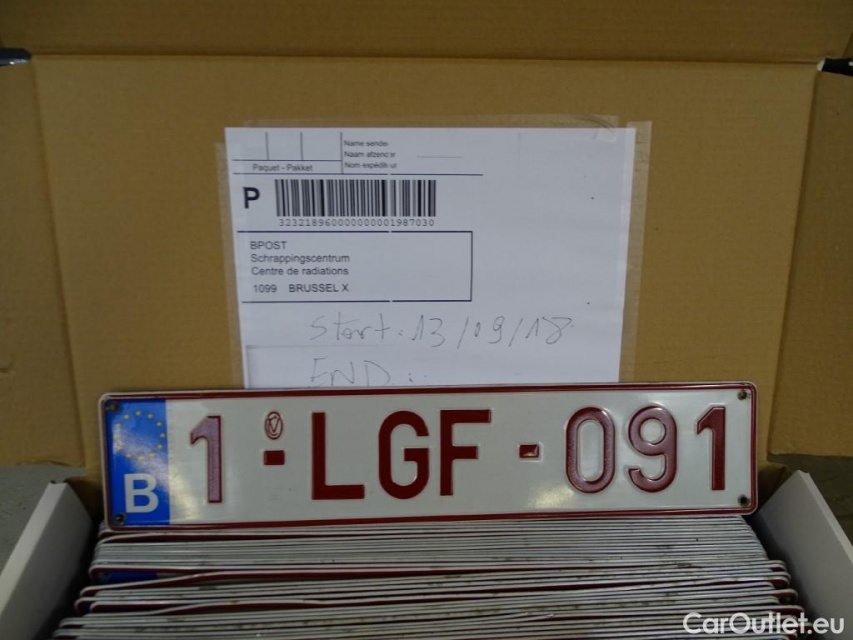 Name sender
Naam afzender
Nom expéditeur
Paquet - Pakket
P
3232189600000000001987030
BPOST
Schrappingscentrum
Centre de radiations
1099 BRUSSEL X
Start: 13/09/18
END:
B 1-LGF-091
CarOutlet.eu